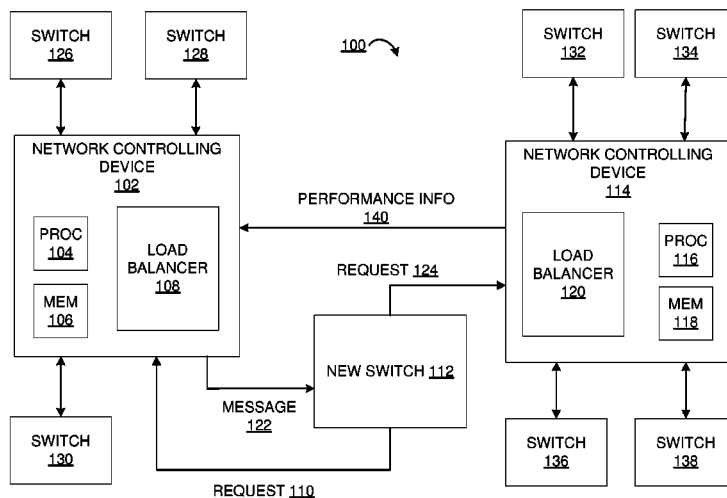 SWITCH
126
SWITCH
128
100
SWITCH
132
SWITCH
134
NETWORK CONTROLLING
DEVICE
102
PROC
104
MEM
106
LOAD
BALANCER
108
PERFORMANCE INFO
140
REQUEST 124
NETWORK CONTROLLING
DEVICE
114
LOAD
BALANCER
120
PROC
116
MEM
118
NEW SWITCH 112
MESSAGE
122
SWITCH
130
REQUEST 110
SWITCH
136
SWITCH
138